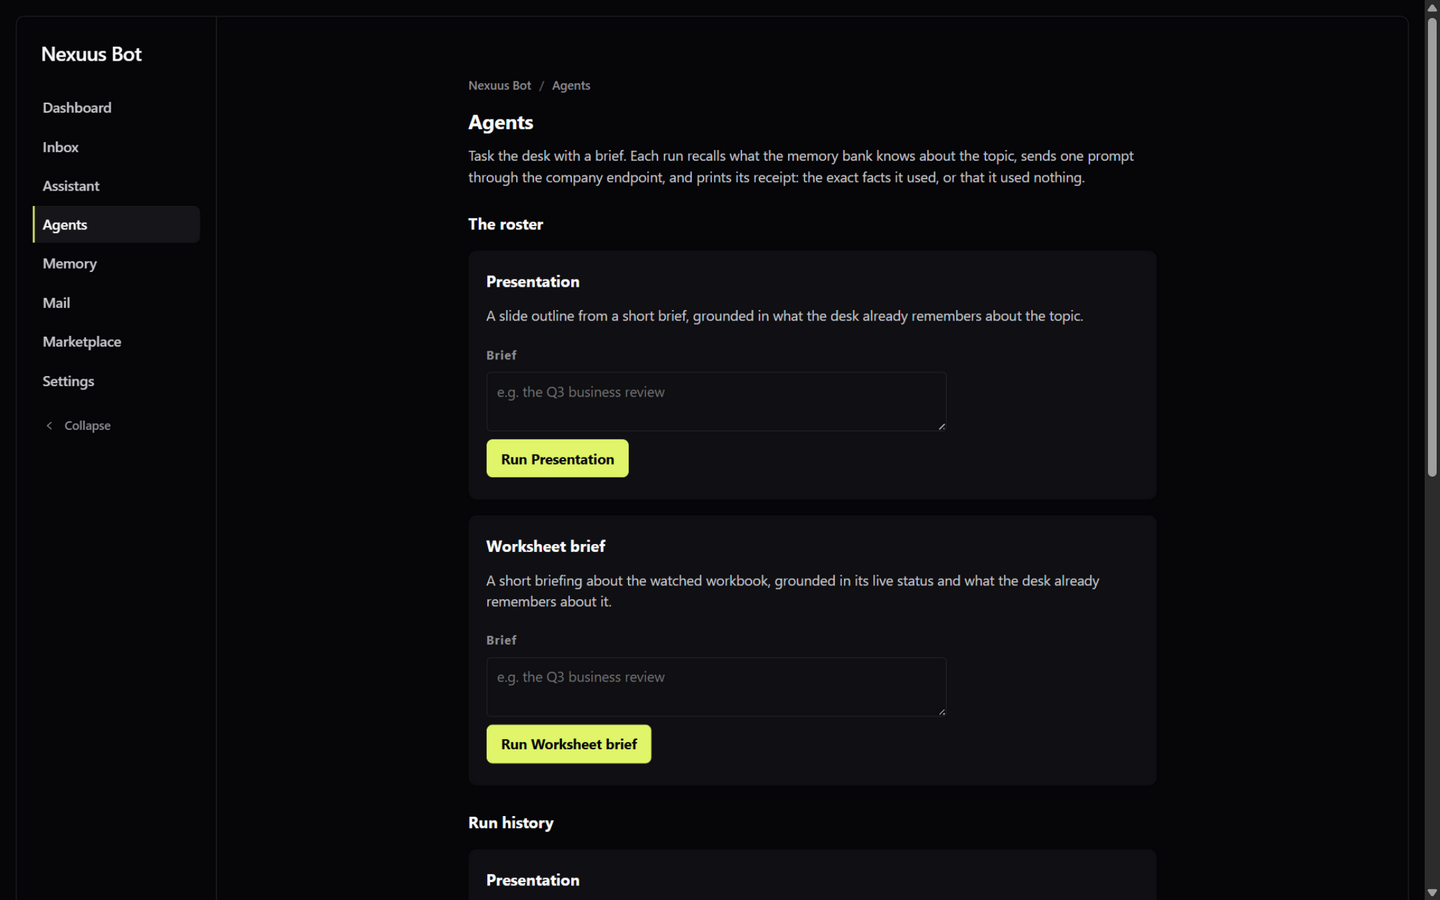 Nexuus Bot
Dashboard
Inbox
Assistant
Agents
Memory
Mail
Marketplace
Settings
Collapse
Nexuus Bot / Agents
Agents
Task the desk with a brief. Each run recalls what the memory bank knows about the topic, sends one prompt
through the company endpoint, and prints its receipt: the exact facts it used, or that it used nothing.
The roster
Presentation
A slide outline from a short brief, grounded in what the desk already remembers about the topic.
Brief
e.g. the Q3 business review
Run Presentation
Worksheet brief
A short briefing about the watched workbook, grounded in its live status and what the desk already
remembers about it.
Brief
e.g. the Q3 business review
Run Worksheet brief
Run history
Presentation